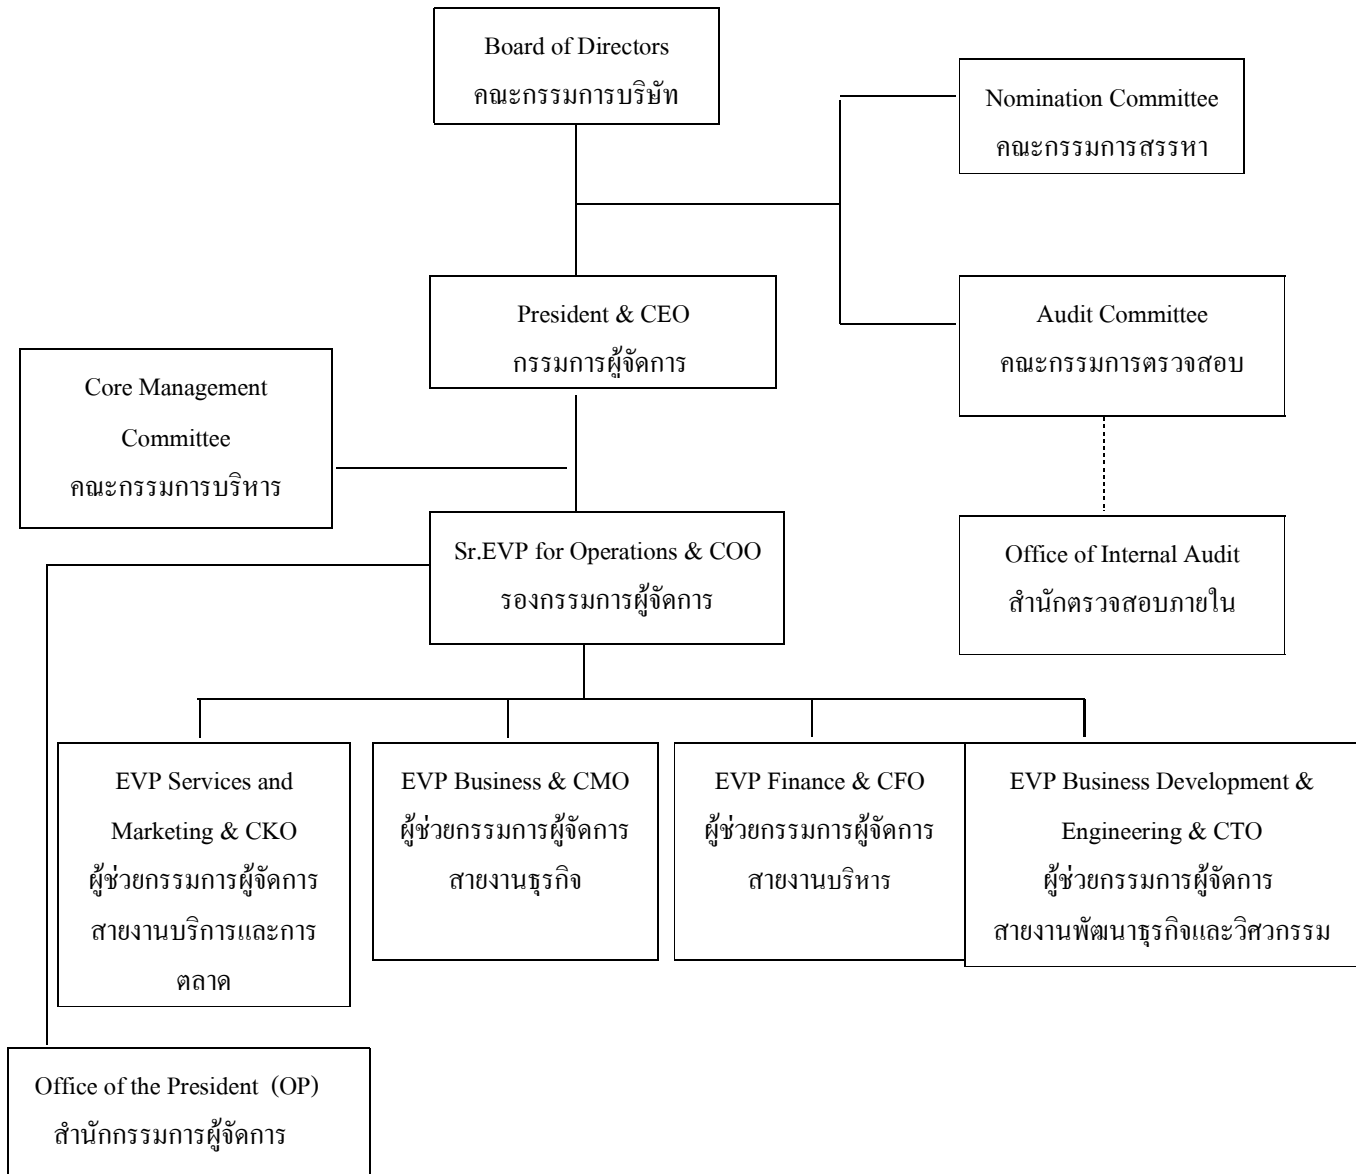 Board of Directors
คณะกรรมการบริษัท
Nomination Committee
คณะกรรมการสรรหา
President & CEO
กรรมการผู้จัดการ
Audit Committee
คณะกรรมการตรวจสอบ
Core Management
Committee
คณะกรรมการบริหาร
Sr.EVP for Operations & COO
รองกรรมการผู้จัดการ
Office of Internal Audit
สำนักตรวจสอบภายใน
EVP Services and
Marketing & CKO
ผู้ช่วยกรรมการผู้จัดการ
สายงานบริการและการ
ตลาด
EVP Business & CMO
ผู้ช่วยกรรมการผู้จัดการ
สายงานธุรกิจ
EVP Finance & CFO
ผู้ช่วยกรรมการผู้จัดการ
สายงานบริหาร
EVP Business Development &
Engineering & CTO
ผู้ช่วยกรรมการผู้จัดการ
สายงานพัฒนาธุรกิจและวิศวกรรม
Office of the President (OP)
สำนักกรรมการผู้จัดการ